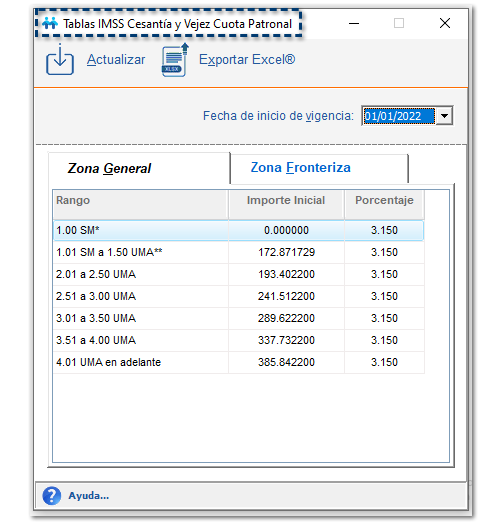 Tablas IMSS Cesantía y Vejez Cuota Patronal
Actualizar
XLSX
Exportar Excel®
Fecha de inicio de vigencia: 01/01/2022
Zona General
Zona Fronteriza
Rango Importe Inicial Porcentaje
1.00 SM* 0.000000 3.150
1.01 SM a 1.50 UMA** 172.871729 3.150
2.01 a 2.50 UMA 193.402200 3.150
2.51 a 3.00 UMA 241.512200 3.150
3.01 a 3.50 UMA 289.622200 3.150
3.51 a 4.00 UMA 337.732200 3.150
4.01 UMA en adelante 385.842200 3.150
? Ayuda...